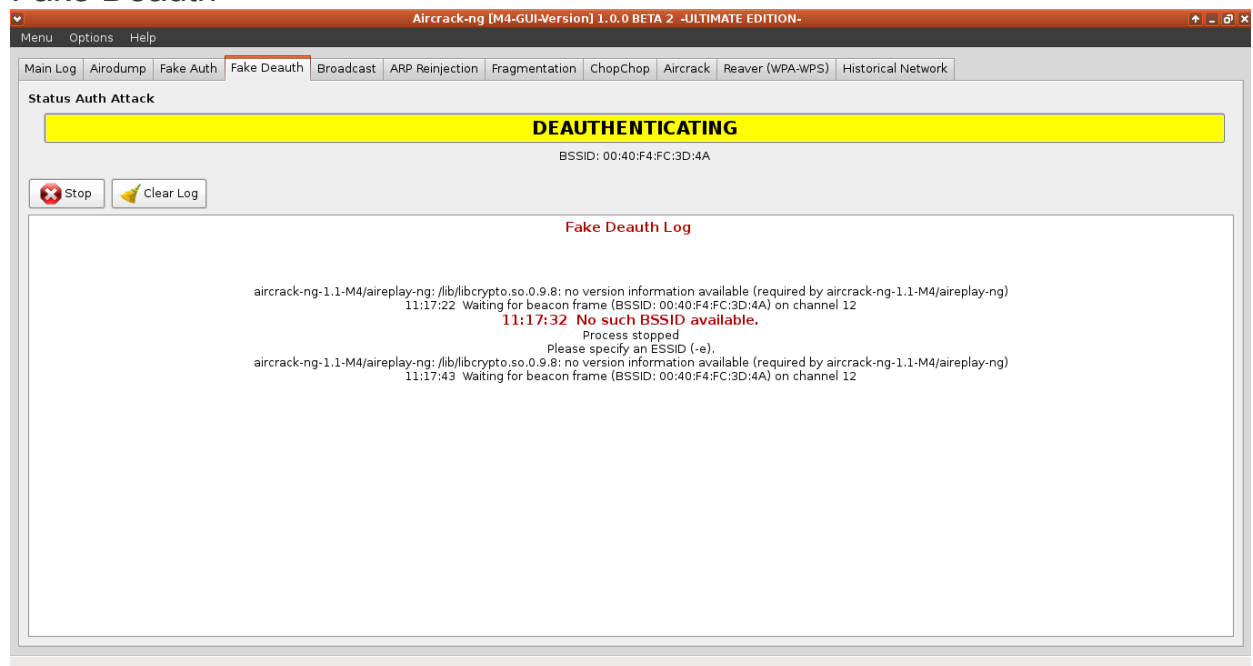 Aircrack-ng [M4-GUI-Version] 1.0.0 BETA 2 -ULTIMATE EDITION-
Menu Options Help
Main Log Airodump Fake Auth Fake Deauth Broadcast ARP Reinjection Fragmentation ChopChop Aircrack Reaver (WPA-WPS) Historical Network
Status Auth Attack
DEAUTHENTICATING
BSSID: 00:40:F4:FC:3D:4A
Stop Clear Log
Fake Deauth Log
aircrack-ng-1.1-M4/aireplay-ng: /lib/libcrypto.so.0.9.8: no version information available (required by aircrack-ng-1.1-M4/aireplay-ng)
11:17:22 Waiting for beacon frame (BSSID: 00:40:F4:FC:3D:4A) on channel 12
11:17:32 No such BSSID available.
Process stopped
Please specify an ESSID (-e).
aircrack-ng-1.1-M4/aireplay-ng: /lib/libcrypto.so.0.9.8: no version information available (required by aircrack-ng-1.1-M4/aireplay-ng)
11:17:43 Waiting for beacon frame (BSSID: 00:40:F4:FC:3D:4A) on channel 12